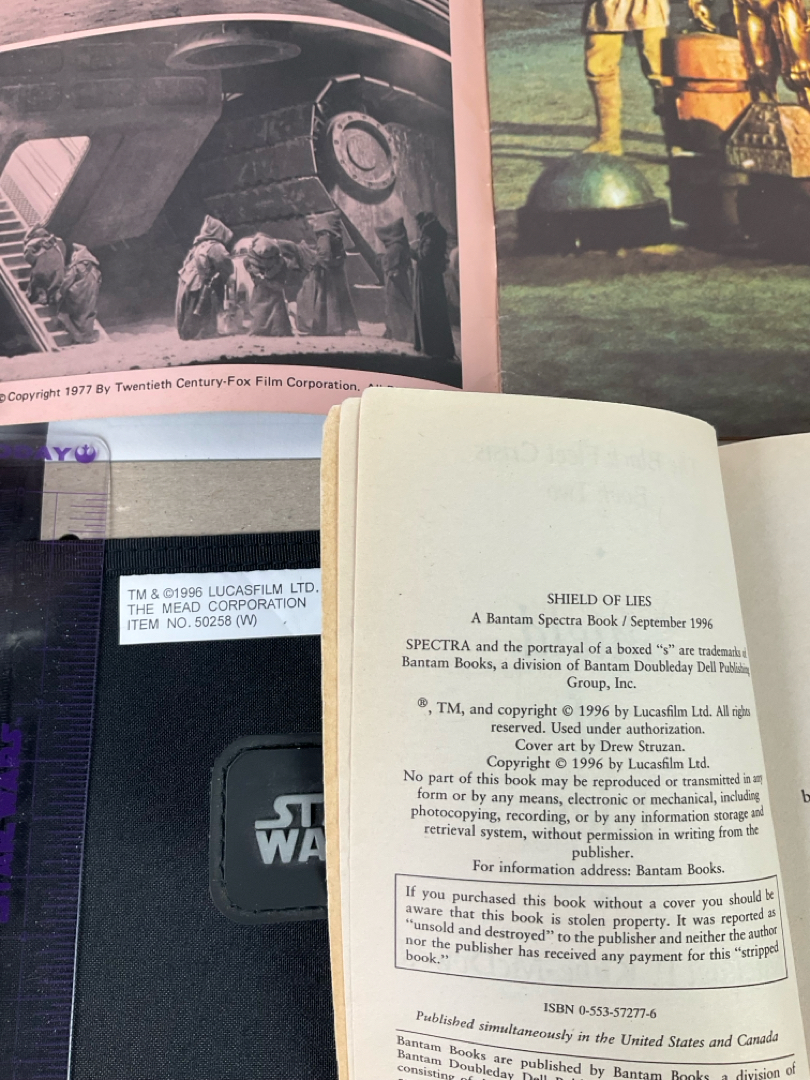 ©Copyright 1977 By Twentieth Century-Fox Film Corporation.
TM & ©1996 LUCASFILM LTD.
THE MEAD CORPORATION
ITEM NO. 50258 (W)
STAR WARS
ST
WA
SHIELD OF LIES
A Bantam Spectra Book / September 1996
SPECTRA and the portrayal of a boxed “s” are trademarks of
Bantam Books, a division of Bantam Doubleday Dell Publishing
Group, Inc.
®, TM, and copyright © 1996 by Lucasfilm Ltd. All rights
reserved. Used under authorization.
Cover art by Drew Struzan.
Copyright © 1996 by Lucasfilm Ltd.
No part of this book may be reproduced or transmitted in any
form or by any means, electronic or mechanical, including
photocopying, recording, or by any information storage and
retrieval system, without permission in writing from the
publisher.
For information address: Bantam Books.
If you purchased this book without a cover you should be
aware that this book is stolen property. It was reported as
“unsold and destroyed” to the publisher and neither the author
nor the publisher has received any payment for this “stripped
book.”
ISBN 0-553-57277-6
Published simultaneously in the United States and Canada
Bantam Books are published by Bantam Books, a division of
Bantam Doubleday Dell
consisting of
b